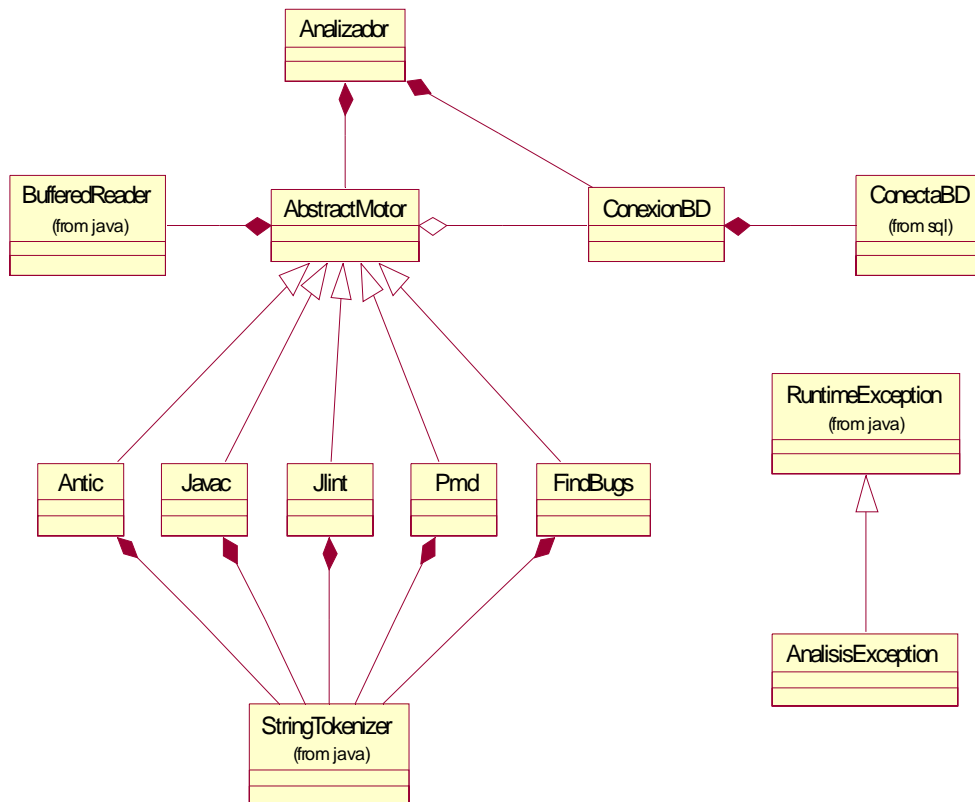 Analizador
BufferedReader
(from java)
AbstractMotor
ConexionBD
ConectaBD
(from sql)
RuntimeException
(from java)
Antic
Javac
Jlint
Pmd
FindBugs
AnalisisException
StringTokenizer
(from java)